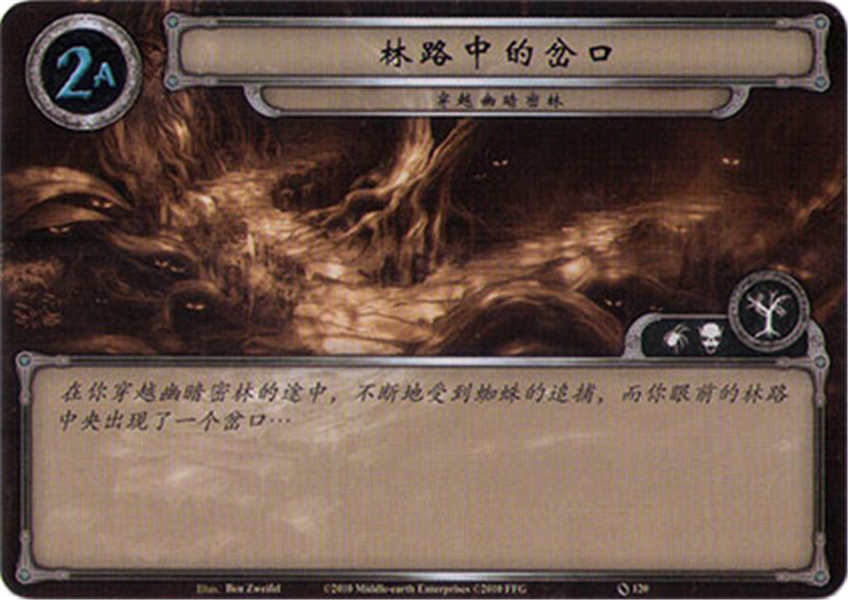 2A
林路中的岔口
穿越幽暗密林
在你穿越幽暗密林的途中，不断地受到蜘蛛的追捕，而你眼前的林路
中央出现了一个岔口…
Illus. Ben Zweifel ©2010 Middle-earth Enterprises ©2010 FFG 120